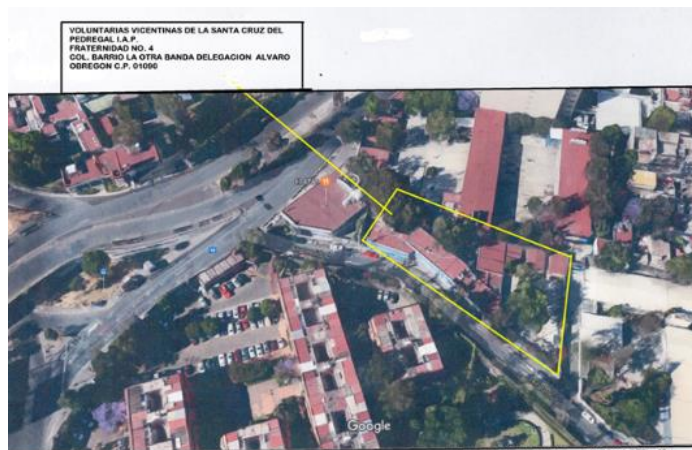 VOLUNTARIAS VICENTINAS DE LA SANTA CRUZ DEL
PEDREGAL I.A.P.
FRATERNIDAD NO. 4
COL. BARRIO LA OTRA BANDA DELEGACION ALVARO
OBREGON C.P. 01090
Google